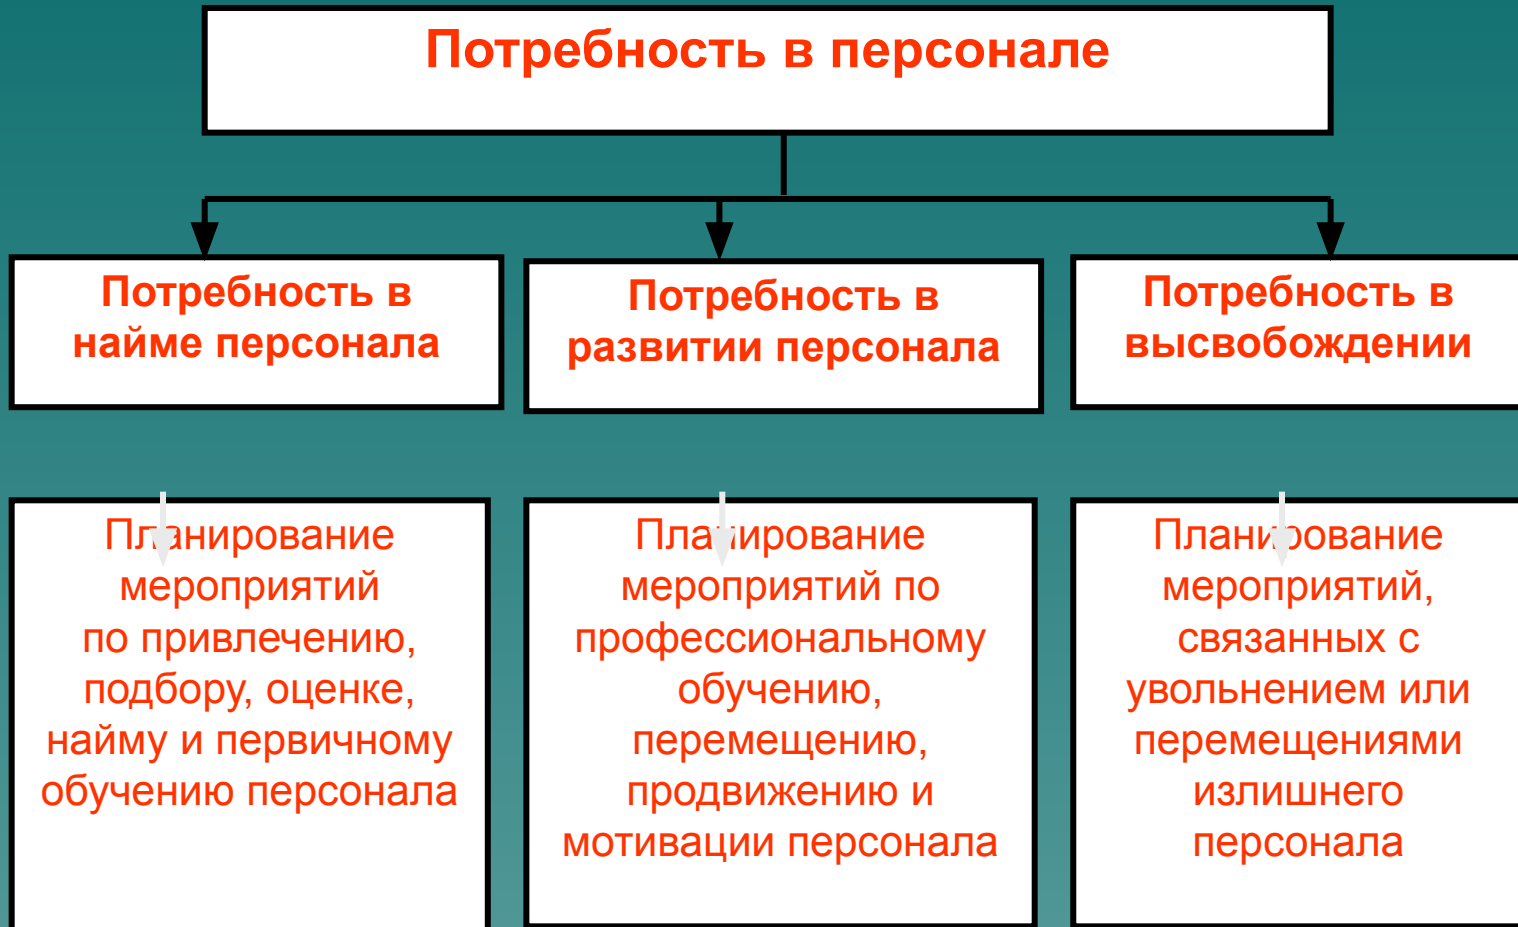 Потребность в персонале
Потребность в
найме персонала
Потребность в
развитии персонала
Потребность в
высвобождении
Планирование
мероприятий
по привлечению,
подбору, оценке,
найму и первичному
обучению персонала
Планирование
мероприятий по
профессиональному
обучению,
перемещению,
продвижению и
мотивации персонала
Планирование
мероприятий,
связанных с
увольнением или
перемещениями
излишнего
персонала